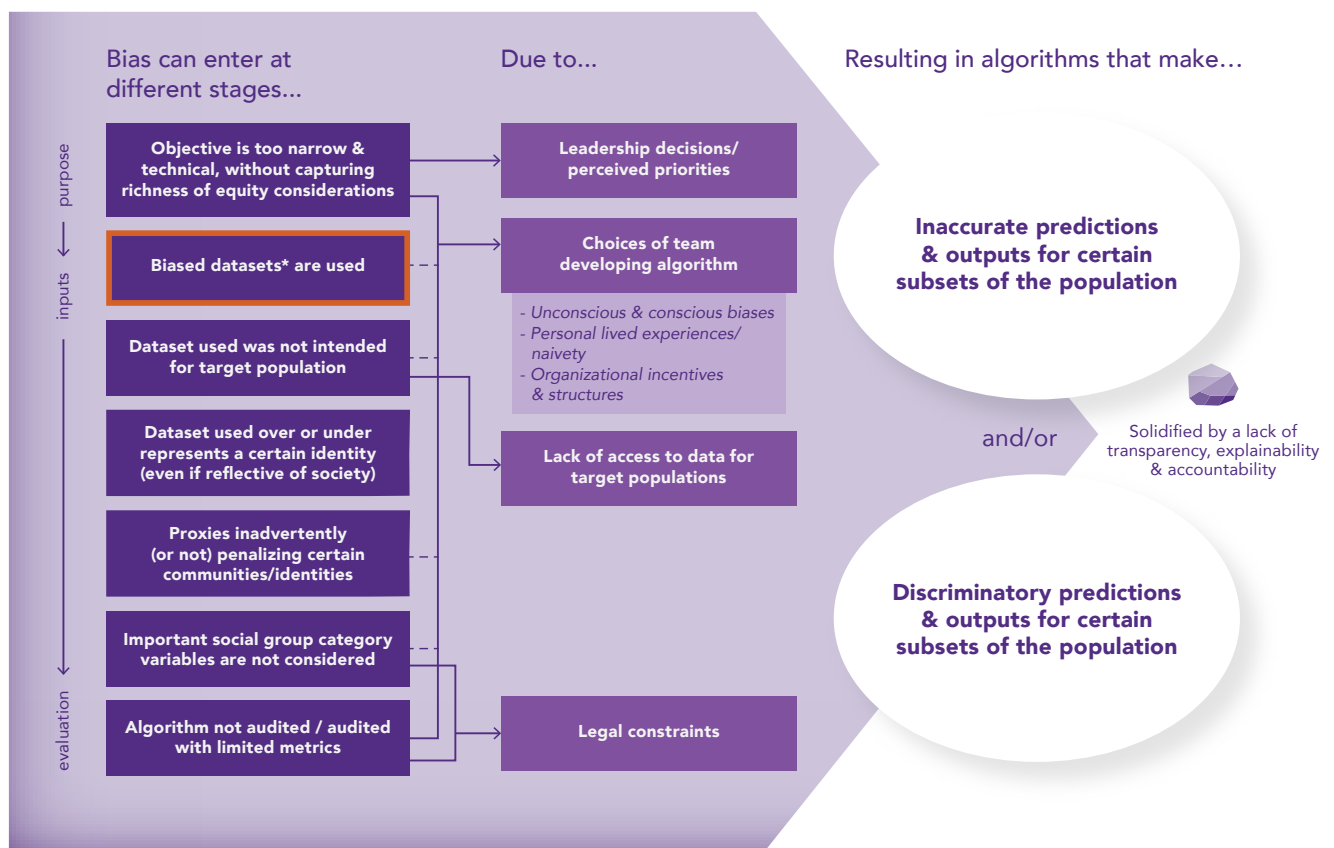 Bias can enter at
different stages...
Due to...
Resulting in algorithms that make…
purpose
inputs
evaluation
Objective is too narrow &
technical, without capturing
richness of equity considerations
Biased datasets* are used
Dataset used was not intended
for target population
Dataset used over or under
represents a certain identity
(even if reflective of society)
Proxies inadvertently
(or not) penalizing certain
communities/identities
Important social group category
variables are not considered
Algorithm not audited / audited
with limited metrics
Leadership decisions/
perceived priorities
Choices of team
developing algorithm
- Unconscious & conscious biases
- Personal lived experiences/
naivety
- Organizational incentives
& structures
Lack of access to data for
target populations
Legal constraints
Inaccurate predictions
& outputs for certain
subsets of the population
and/or
Solidified by a lack of
transparency, explainability
& accountability
Discriminatory predictions
& outputs for certain
subsets of the population